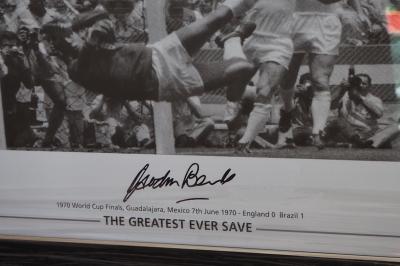 Gordon Banks
1970 World Cup Finals, Guadalajara, Mexico 7th June 1970 - England 0 Brazil 1
THE GREATEST EVER SAVE